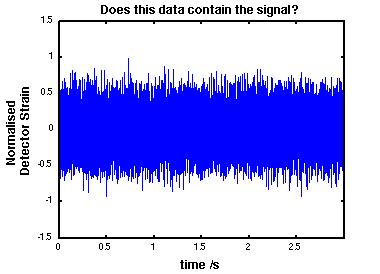 Does this data contain the signal?
1.5
1
0.5
0
-0.5
-1
-1.5
Normalised
Detector Strain
0 0.5 1 1.5 2 2.5
time /s